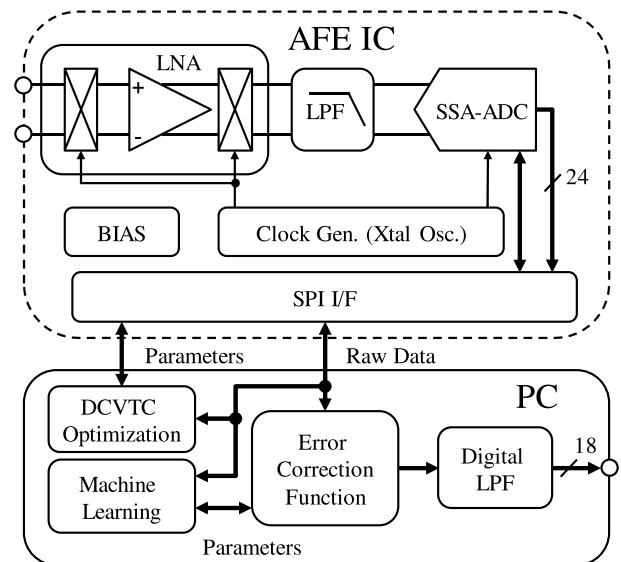 AFE IC
LNA
+
-
LPF
SSA-ADC
24
BIAS
Clock Gen. (Xtal Osc.)
SPI I/F
Parameters
Raw Data
PC
DCVTC
Optimization
Machine
Learning
Error
Correction
Function
Digital
LPF
18
Parameters